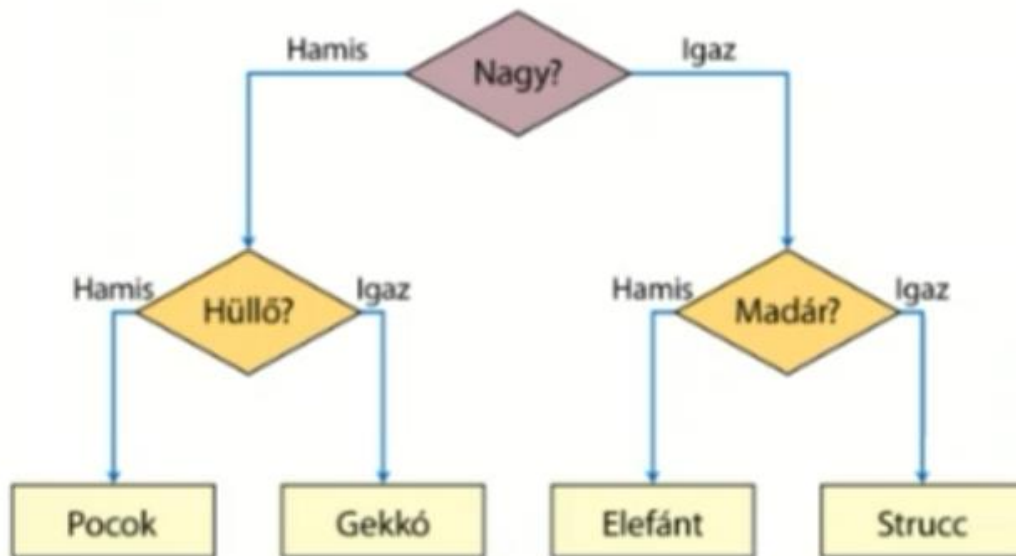 Hamis
Igaz
Nagy?
Hamis
Igaz
Hamis
Igaz
Hüllő?
Madár?
Pocok
Gekkó
Elefánt
Strucc